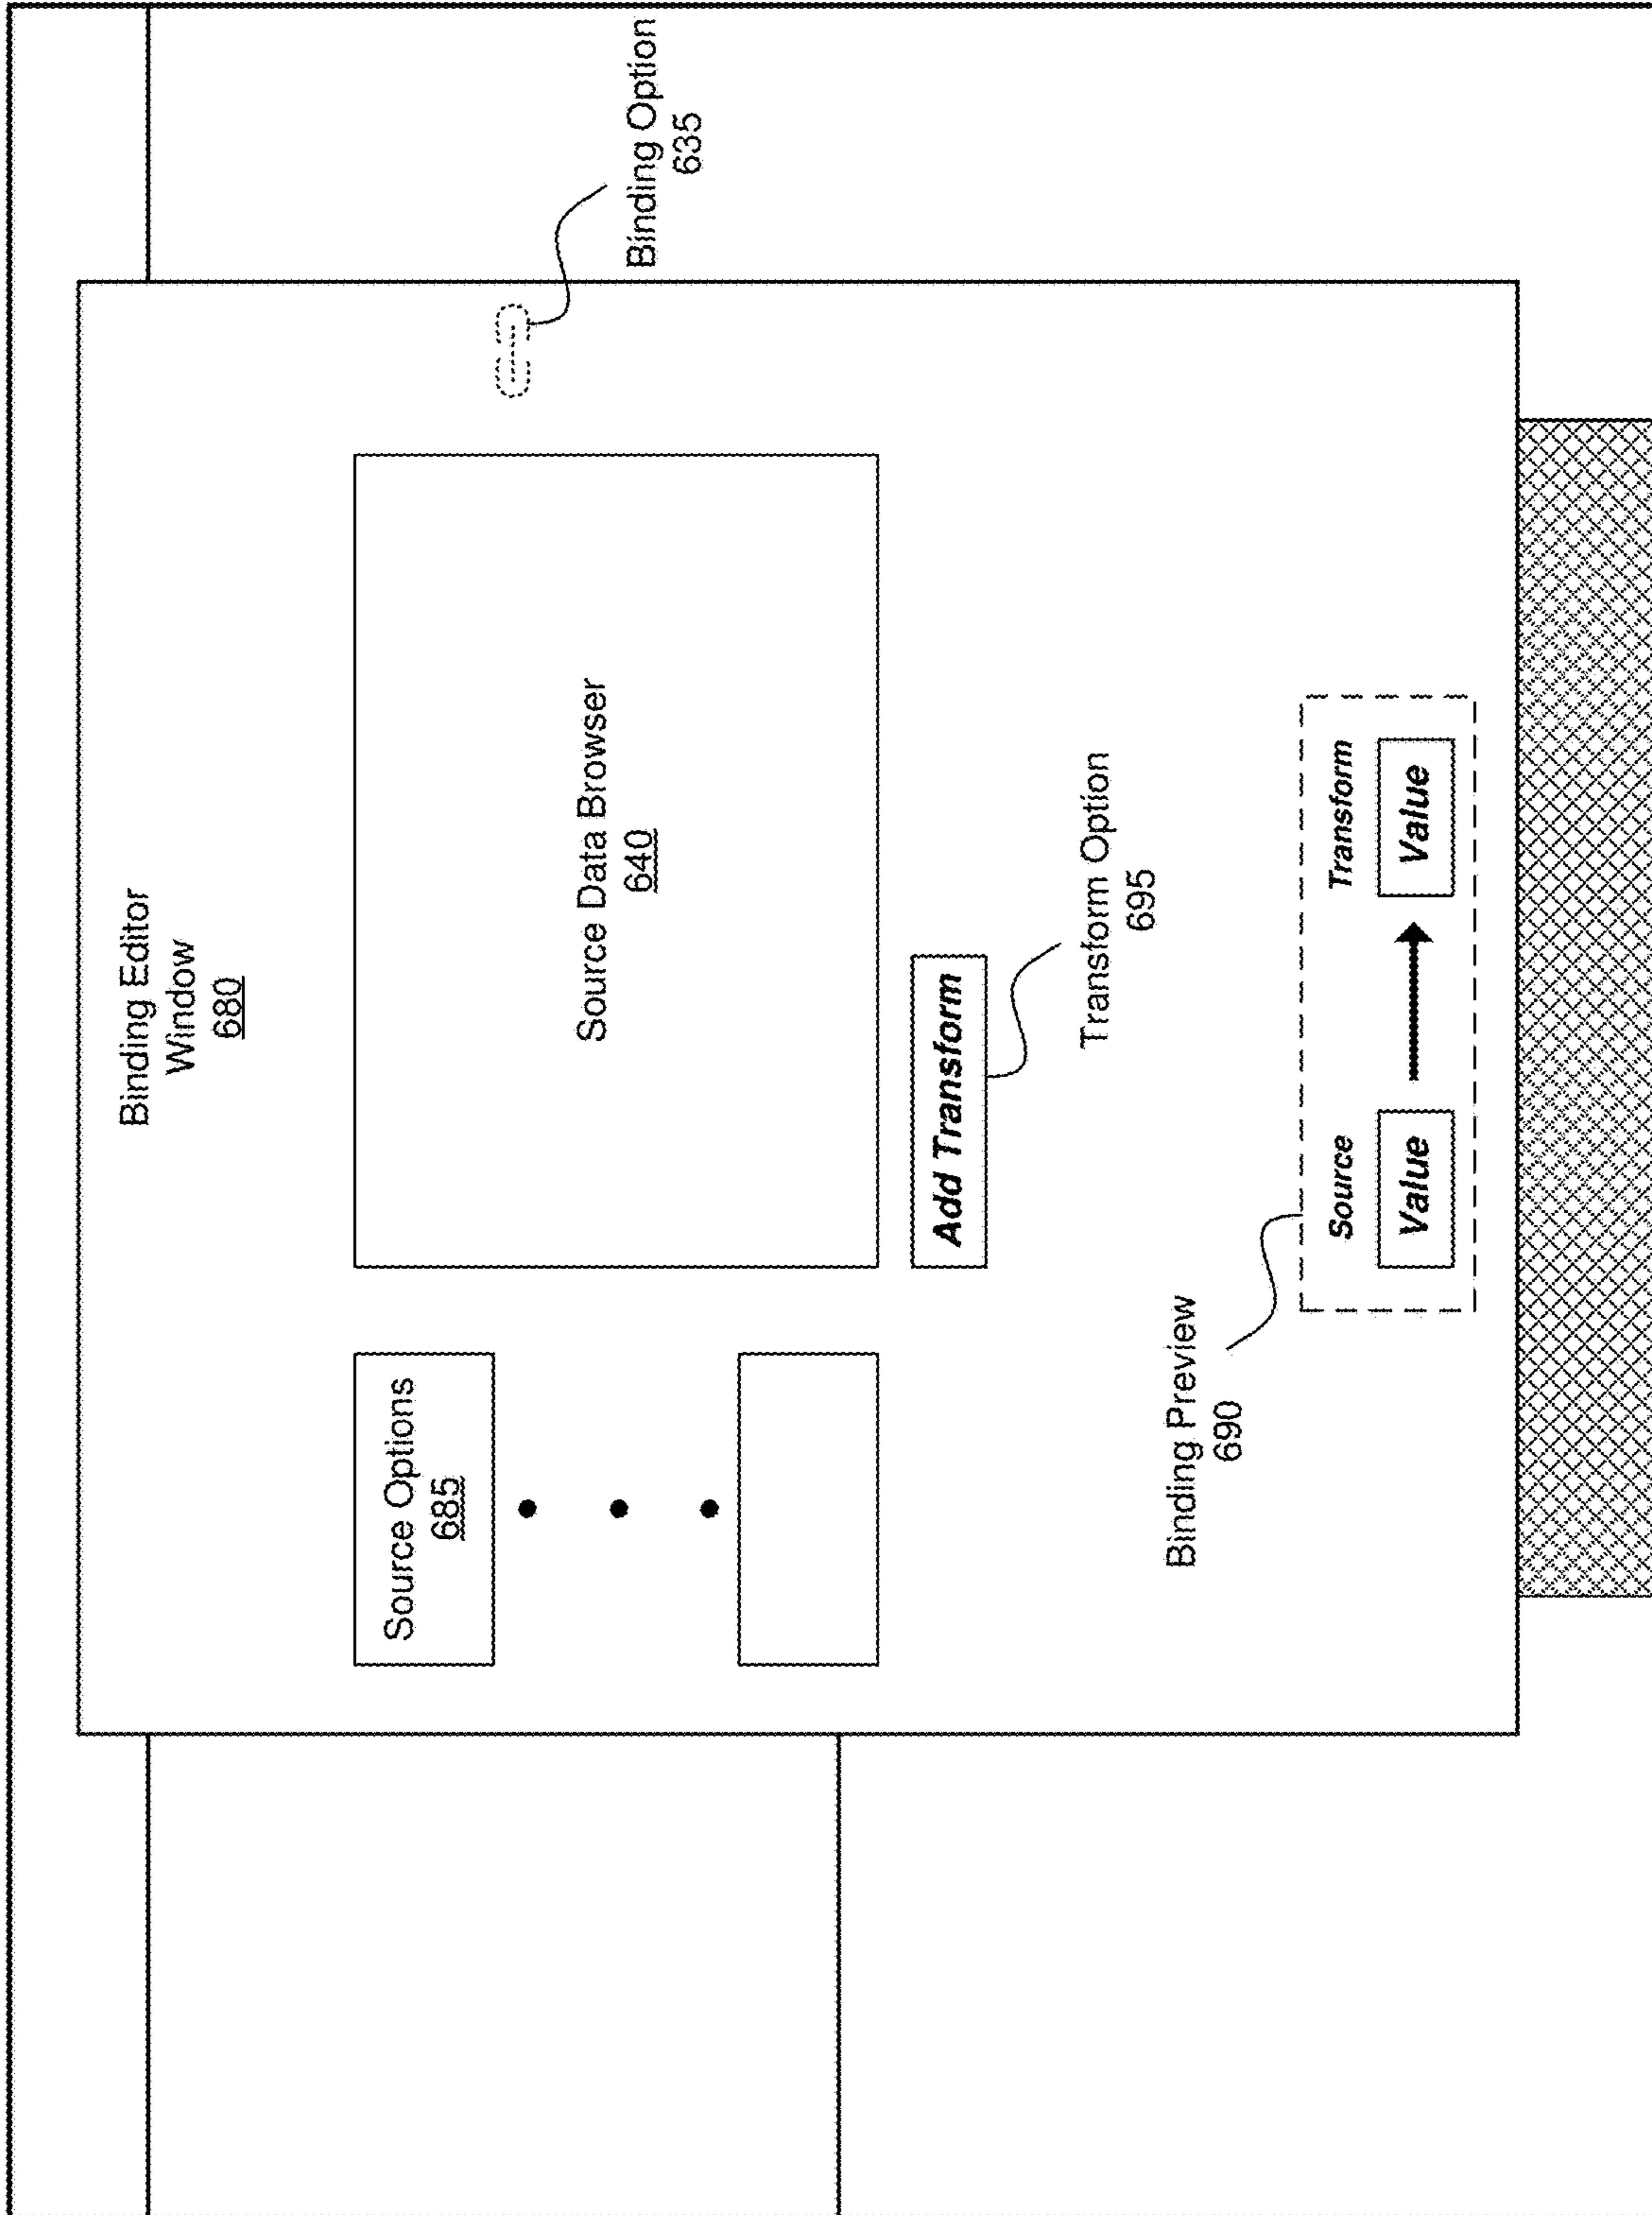 Binding Editor
Window
680
Source Options
685
Source Data Browser
640
Binding Option
635
Add Transform
Transform Option
695
Binding Preview
690
Source
Transform
Value
Value